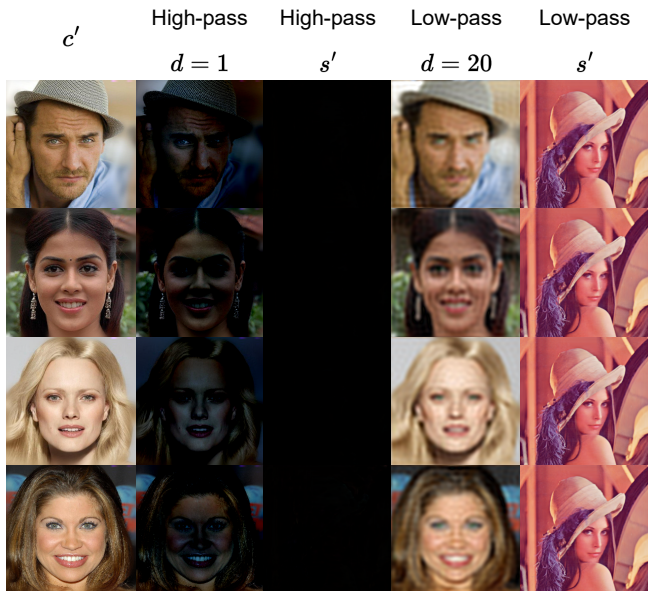 c′
High-pass
d = 1
High-pass
s′
Low-pass
d = 20
Low-pass
s′